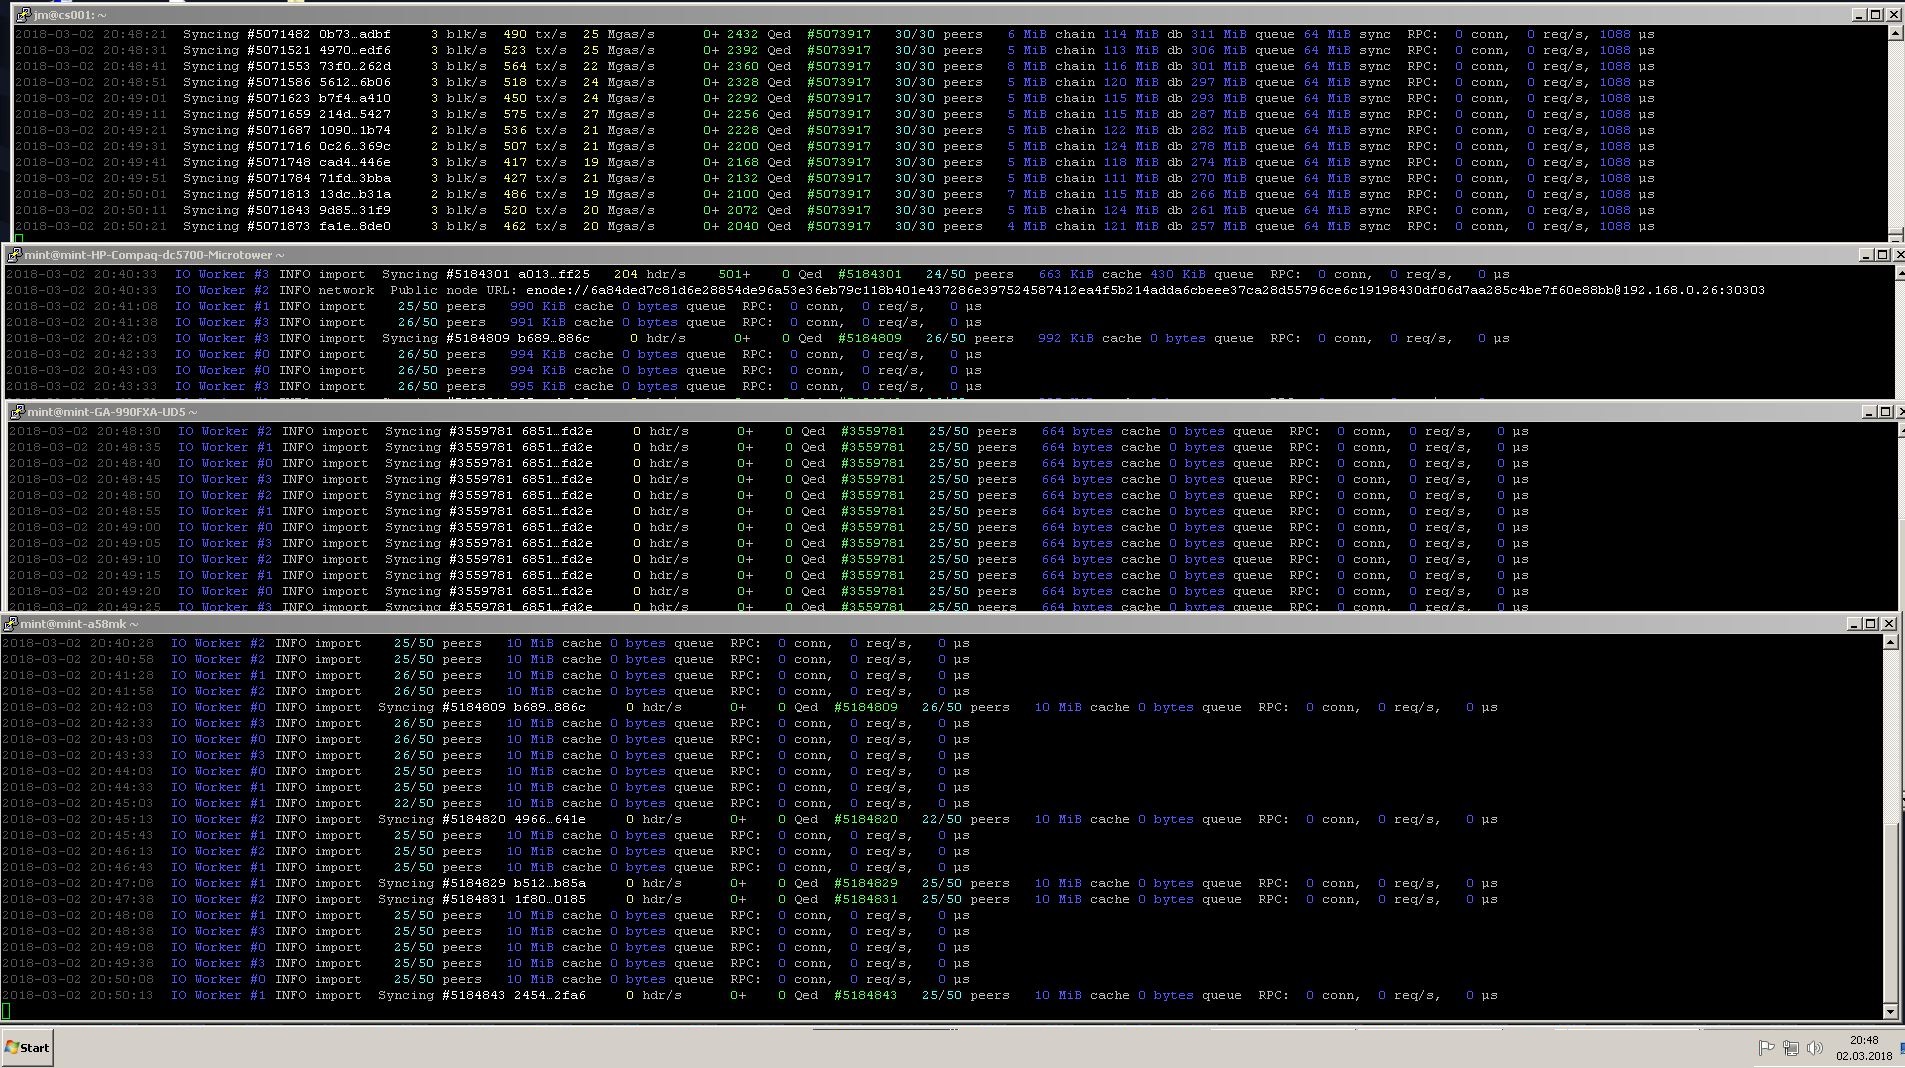 jm@cs001: ~
2018-03-02 20:48:21 Syncing #5071482 0b73…adbf 3 blk/s 490 tx/s 25 Mgas/s 0+ 2432 Qed #5073917 30/30 peers 6 MiB chain 114 MiB db 311 MiB queue 64 MiB sync RPC: 0 conn, 0 req/s, 1088 µs
2018-03-02 20:48:31 Syncing #5071521 4970…edf6 3 blk/s 523 tx/s 25 Mgas/s 0+ 2392 Qed #5073917 30/30 peers 5 MiB chain 113 MiB db 306 MiB queue 64 MiB sync RPC: 0 conn, 0 req/s, 1088 µs
2018-03-02 20:48:41 Syncing #5071553 73f0…262d 3 blk/s 564 tx/s 22 Mgas/s 0+ 2360 Qed #5073917 30/30 peers 8 MiB chain 116 MiB db 301 MiB queue 64 MiB sync RPC: 0 conn, 0 req/s, 1088 µs
2018-03-02 20:48:51 Syncing #5071586 5612…6b06 3 blk/s 518 tx/s 24 Mgas/s 0+ 2328 Qed #5073917 30/30 peers 5 MiB chain 120 MiB db 297 MiB queue 64 MiB sync RPC: 0 conn, 0 req/s, 1088 µs
2018-03-02 20:49:01 Syncing #5071623 b7f4…a410 3 blk/s 450 tx/s 24 Mgas/s 0+ 2292 Qed #5073917 30/30 peers 5 MiB chain 115 MiB db 293 MiB queue 64 MiB sync RPC: 0 conn, 0 req/s, 1088 µs
2018-03-02 20:49:11 Syncing #5071659 214d…5427 3 blk/s 575 tx/s 27 Mgas/s 0+ 2256 Qed #5073917 30/30 peers 5 MiB chain 115 MiB db 287 MiB queue 64 MiB sync RPC: 0 conn, 0 req/s, 1088 µs
2018-03-02 20:49:21 Syncing #5071687 1090…1b74 2 blk/s 536 tx/s 21 Mgas/s 0+ 2228 Qed #5073917 30/30 peers 5 MiB chain 122 MiB db 282 MiB queue 64 MiB sync RPC: 0 conn, 0 req/s, 1088 µs
2018-03-02 20:49:31 Syncing #5071716 0c26…369c 2 blk/s 507 tx/s 21 Mgas/s 0+ 2200 Qed #5073917 30/30 peers 5 MiB chain 124 MiB db 278 MiB queue 64 MiB sync RPC: 0 conn, 0 req/s, 1088 µs
2018-03-02 20:49:41 Syncing #5071748 cad4…446e 3 blk/s 417 tx/s 19 Mgas/s 0+ 2168 Qed #5073917 30/30 peers 5 MiB chain 118 MiB db 274 MiB queue 64 MiB sync RPC: 0 conn, 0 req/s, 1088 µs
2018-03-02 20:49:51 Syncing #5071784 71fd…3bba 3 blk/s 427 tx/s 21 Mgas/s 0+ 2132 Qed #5073917 30/30 peers 5 MiB chain 111 MiB db 270 MiB queue 64 MiB sync RPC: 0 conn, 0 req/s, 1088 µs
2018-03-02 20:50:01 Syncing #5071813 13dc…b31a 2 blk/s 486 tx/s 19 Mgas/s 0+ 2100 Qed #5073917 30/30 peers 7 MiB chain 115 MiB db 266 MiB queue 64 MiB sync RPC: 0 conn, 0 req/s, 1088 µs
2018-03-02 20:50:11 Syncing #5071843 9d85…31f9 3 blk/s 520 tx/s 20 Mgas/s 0+ 2072 Qed #5073917 30/30 peers 5 MiB chain 124 MiB db 261 MiB queue 64 MiB sync RPC: 0 conn, 0 req/s, 1088 µs
2018-03-02 20:50:21 Syncing #5071873 fa1e…8de0 3 blk/s 462 tx/s 20 Mgas/s 0+ 2040 Qed #5073917 30/30 peers 4 MiB chain 121 MiB db 257 MiB queue 64 MiB sync RPC: 0 conn, 0 req/s, 1088 µs
mint@mint-HP-Compaq-dc5700-Microtower ~
2018-03-02 20:40:33 IO Worker #3 INFO import Syncing #5184301 a013…ff25 204 hdr/s 501+ 0 Qed #5184301 24/50 peers 663 KiB cache 430 KiB queue RPC: 0 conn, 0 req/s, 0 µs
2018-03-02 20:40:33 IO Worker #2 INFO network Public node URL: enode://6a84ded7c81d6e28854de96a53e36eb79c118b401e437286e397524587412ea4f5b214adda6cbeee37ca28d55796ce6c19198430df06d7aa285c4be7f60e88bb@192.168.0.26:30303
2018-03-02 20:41:08 IO Worker #1 INFO import 25/50 peers 990 KiB cache 0 bytes queue RPC: 0 conn, 0 req/s, 0 µs
2018-03-02 20:41:38 IO Worker #3 INFO import 26/50 peers 991 KiB cache 0 bytes queue RPC: 0 conn, 0 req/s, 0 µs
2018-03-02 20:42:03 IO Worker #3 INFO import Syncing #5184809 b689…886c 0 hdr/s 0+ 0 Qed #5184809 26/50 peers 992 KiB cache 0 bytes queue RPC: 0 conn, 0 req/s, 0 µs
2018-03-02 20:42:33 IO Worker #0 INFO import 26/50 peers 994 KiB cache 0 bytes queue RPC: 0 conn, 0 req/s, 0 µs
2018-03-02 20:43:03 IO Worker #0 INFO import 26/50 peers 994 KiB cache 0 bytes queue RPC: 0 conn, 0 req/s, 0 µs
2018-03-02 20:43:33 IO Worker #3 INFO import 26/50 peers 995 KiB cache 0 bytes queue RPC: 0 conn, 0 req/s, 0 µs
mint@mint-GA-990FXA-UD5 ~
2018-03-02 20:48:30 IO Worker #2 INFO import Syncing #3559781 6851…fd2e 0 hdr/s 0+ 0 Qed #3559781 25/50 peers 664 bytes cache 0 bytes queue RPC: 0 conn, 0 req/s, 0 µs
2018-03-02 20:48:35 IO Worker #1 INFO import Syncing #3559781 6851…fd2e 0 hdr/s 0+ 0 Qed #3559781 25/50 peers 664 bytes cache 0 bytes queue RPC: 0 conn, 0 req/s, 0 µs
2018-03-02 20:48:40 IO Worker #0 INFO import Syncing #3559781 6851…fd2e 0 hdr/s 0+ 0 Qed #3559781 25/50 peers 664 bytes cache 0 bytes queue RPC: 0 conn, 0 req/s, 0 µs
2018-03-02 20:48:45 IO Worker #3 INFO import Syncing #3559781 6851…fd2e 0 hdr/s 0+ 0 Qed #3559781 25/50 peers 664 bytes cache 0 bytes queue RPC: 0 conn, 0 req/s, 0 µs
2018-03-02 20:48:50 IO Worker #2 INFO import Syncing #3559781 6851…fd2e 0 hdr/s 0+ 0 Qed #3559781 25/50 peers 664 bytes cache 0 bytes queue RPC: 0 conn, 0 req/s, 0 µs
2018-03-02 20:48:55 IO Worker #1 INFO import Syncing #3559781 6851…fd2e 0 hdr/s 0+ 0 Qed #3559781 25/50 peers 664 bytes cache 0 bytes queue RPC: 0 conn, 0 req/s, 0 µs
2018-03-02 20:49:00 IO Worker #0 INFO import Syncing #3559781 6851…fd2e 0 hdr/s 0+ 0 Qed #3559781 25/50 peers 664 bytes cache 0 bytes queue RPC: 0 conn, 0 req/s, 0 µs
2018-03-02 20:49:05 IO Worker #3 INFO import Syncing #3559781 6851…fd2e 0 hdr/s 0+ 0 Qed #3559781 25/50 peers 664 bytes cache 0 bytes queue RPC: 0 conn, 0 req/s, 0 µs
2018-03-02 20:49:10 IO Worker #2 INFO import Syncing #3559781 6851…fd2e 0 hdr/s 0+ 0 Qed #3559781 25/50 peers 664 bytes cache 0 bytes queue RPC: 0 conn, 0 req/s, 0 µs
2018-03-02 20:49:15 IO Worker #1 INFO import Syncing #3559781 6851…fd2e 0 hdr/s 0+ 0 Qed #3559781 25/50 peers 664 bytes cache 0 bytes queue RPC: 0 conn, 0 req/s, 0 µs
2018-03-02 20:49:20 IO Worker #0 INFO import Syncing #3559781 6851…fd2e 0 hdr/s 0+ 0 Qed #3559781 25/50 peers 664 bytes cache 0 bytes queue RPC: 0 conn, 0 req/s, 0 µs
2018-03-02 20:49:25 IO Worker #3 INFO import Syncing #3559781 6851…fd2e 0 hdr/s 0+ 0 Qed #3559781 25/50 peers 664 bytes cache 0 bytes queue RPC: 0 conn, 0 req/s, 0 µs
mint@mint-a58mk ~
2018-03-02 20:40:28 IO Worker #2 INFO import 25/50 peers 10 MiB cache 0 bytes queue RPC: 0 conn, 0 req/s, 0 µs
2018-03-02 20:40:58 IO Worker #2 INFO import 25/50 peers 10 MiB cache 0 bytes queue RPC: 0 conn, 0 req/s, 0 µs
2018-03-02 20:41:28 IO Worker #1 INFO import 26/50 peers 10 MiB cache 0 bytes queue RPC: 0 conn, 0 req/s, 0 µs
2018-03-02 20:41:58 IO Worker #2 INFO import 26/50 peers 10 MiB cache 0 bytes queue RPC: 0 conn, 0 req/s, 0 µs
2018-03-02 20:42:03 IO Worker #0 INFO import Syncing #5184809 b689…886c 0 hdr/s 0+ 0 Qed #5184809 26/50 peers 10 MiB cache 0 bytes queue RPC: 0 conn, 0 req/s, 0 µs
2018-03-02 20:42:33 IO Worker #3 INFO import 26/50 peers 10 MiB cache 0 bytes queue RPC: 0 conn, 0 req/s, 0 µs
2018-03-02 20:43:03 IO Worker #0 INFO import 26/50 peers 10 MiB cache 0 bytes queue RPC: 0 conn, 0 req/s, 0 µs
2018-03-02 20:43:33 IO Worker #3 INFO import 26/50 peers 10 MiB cache 0 bytes queue RPC: 0 conn, 0 req/s, 0 µs
2018-03-02 20:44:03 IO Worker #0 INFO import 25/50 peers 10 MiB cache 0 bytes queue RPC: 0 conn, 0 req/s, 0 µs
2018-03-02 20:44:33 IO Worker #1 INFO import 25/50 peers 10 MiB cache 0 bytes queue RPC: 0 conn, 0 req/s, 0 µs
2018-03-02 20:45:03 IO Worker #1 INFO import 22/50 peers 10 MiB cache 0 bytes queue RPC: 0 conn, 0 req/s, 0 µs
2018-03-02 20:45:13 IO Worker #2 INFO import Syncing #5184820 4966…641e 0 hdr/s 0+ 0 Qed #5184820 22/50 peers 10 MiB cache 0 bytes queue RPC: 0 conn, 0 req/s, 0 µs
2018-03-02 20:45:43 IO Worker #1 INFO import 25/50 peers 10 MiB cache 0 bytes queue RPC: 0 conn, 0 req/s, 0 µs
2018-03-02 20:46:13 IO Worker #2 INFO import 25/50 peers 10 MiB cache 0 bytes queue RPC: 0 conn, 0 req/s, 0 µs
2018-03-02 20:46:43 IO Worker #1 INFO import 25/50 peers 10 MiB cache 0 bytes queue RPC: 0 conn, 0 req/s, 0 µs
2018-03-02 20:47:08 IO Worker #1 INFO import Syncing #5184829 b512…b85a 0 hdr/s 0+ 0 Qed #5184829 25/50 peers 10 MiB cache 0 bytes queue RPC: 0 conn, 0 req/s, 0 µs
2018-03-02 20:47:38 IO Worker #2 INFO import Syncing #5184831 1f80…0185 0 hdr/s 0+ 0 Qed #5184831 25/50 peers 10 MiB cache 0 bytes queue RPC: 0 conn, 0 req/s, 0 µs
2018-03-02 20:48:08 IO Worker #1 INFO import 25/50 peers 10 MiB cache 0 bytes queue RPC: 0 conn, 0 req/s, 0 µs
2018-03-02 20:48:38 IO Worker #3 INFO import 25/50 peers 10 MiB cache 0 bytes queue RPC: 0 conn, 0 req/s, 0 µs
2018-03-02 20:49:08 IO Worker #0 INFO import 25/50 peers 10 MiB cache 0 bytes queue RPC: 0 conn, 0 req/s, 0 µs
2018-03-02 20:49:38 IO Worker #3 INFO import 25/50 peers 10 MiB cache 0 bytes queue RPC: 0 conn, 0 req/s, 0 µs
2018-03-02 20:50:08 IO Worker #0 INFO import 25/50 peers 10 MiB cache 0 bytes queue RPC: 0 conn, 0 req/s, 0 µs
2018-03-02 20:50:13 IO Worker #1 INFO import Syncing #5184843 2454…2fa6 0 hdr/s 0+ 0 Qed #5184843 25/50 peers 10 MiB cache 0 bytes queue RPC: 0 conn, 0 req/s, 0 µs
Start
20:48
02.03.2018